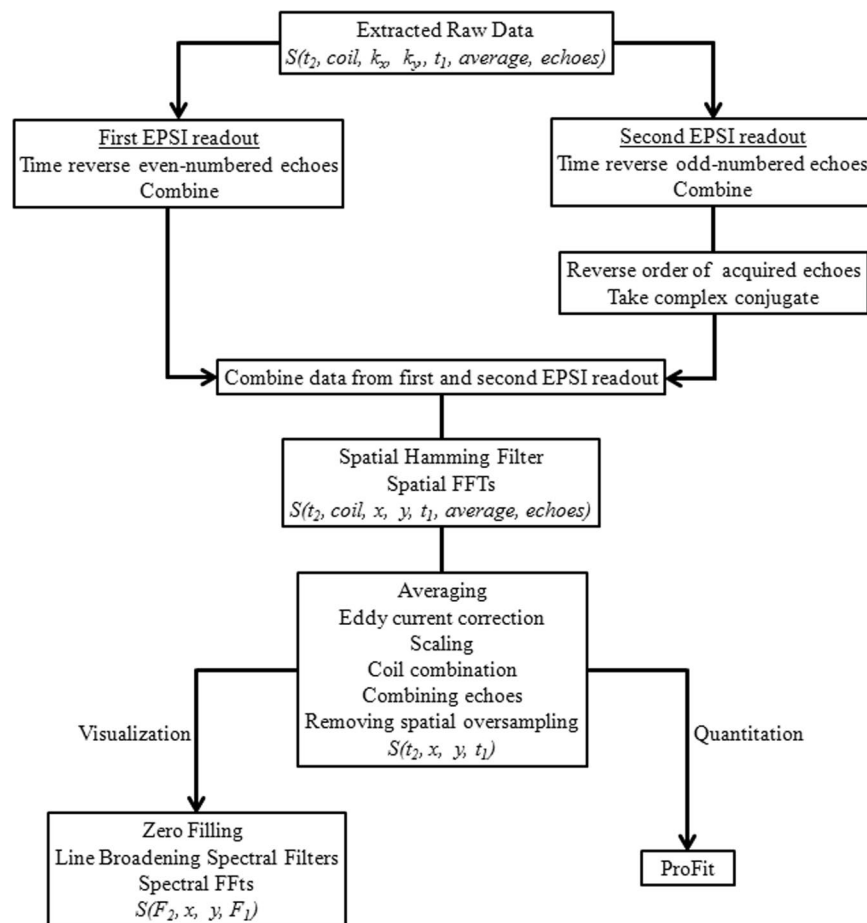 Extracted Raw Data
S(t₂, coil, kₓ, kᵧ, t₁, average, echoes)
First EPSI readout
Time reverse even-numbered echoes
Combine
Second EPSI readout
Time reverse odd-numbered echoes
Combine
Reverse order of acquired echoes
Take complex conjugate
Combine data from first and second EPSI readout
Spatial Hamming Filter
Spatial FFTs
S(t₂, coil, x, y, t₁, average, echoes)
Averaging
Eddy current correction
Scaling
Coil combination
Combining echoes
Removing spatial oversampling
S(t₂, x, y, t₁)
Visualization
Quantitation
Zero Filling
Line Broadening Spectral Filters
Spectral FFts
S(F₂, x, y, F₁)
ProFit